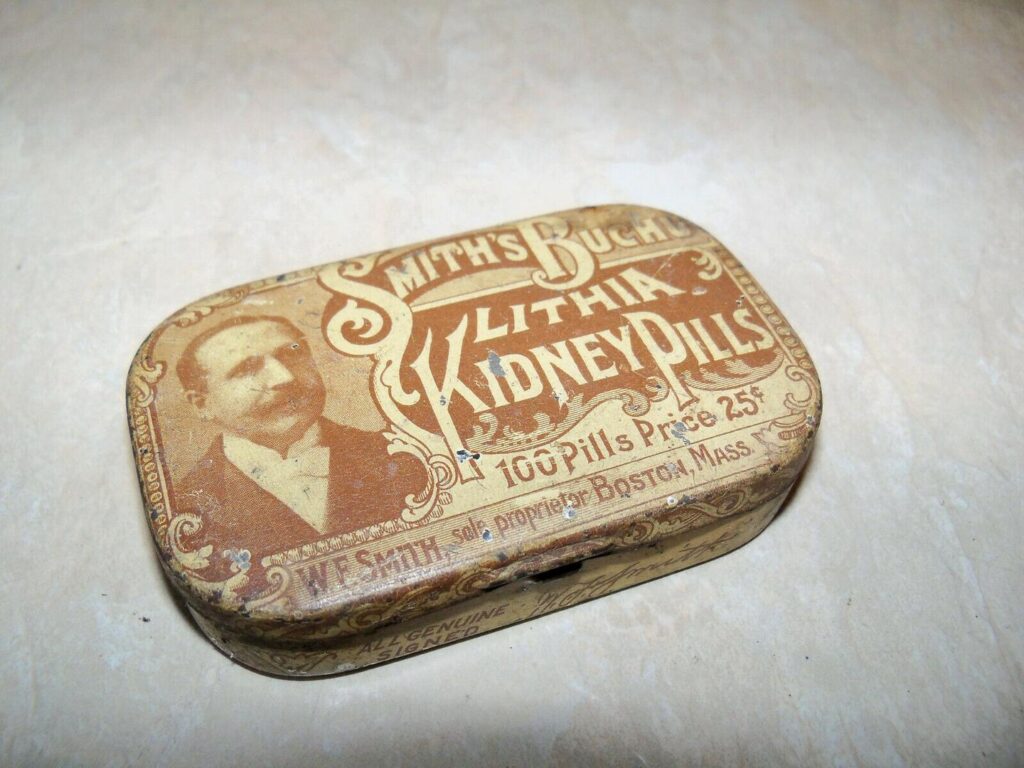 SMITH'S BUCHU
LITHIA
KIDNEY PILLS
100 Pills Price 25¢
W.F. SMITH, sole proprietor BOSTON, MASS.
ALL GENUINE
SIGNED